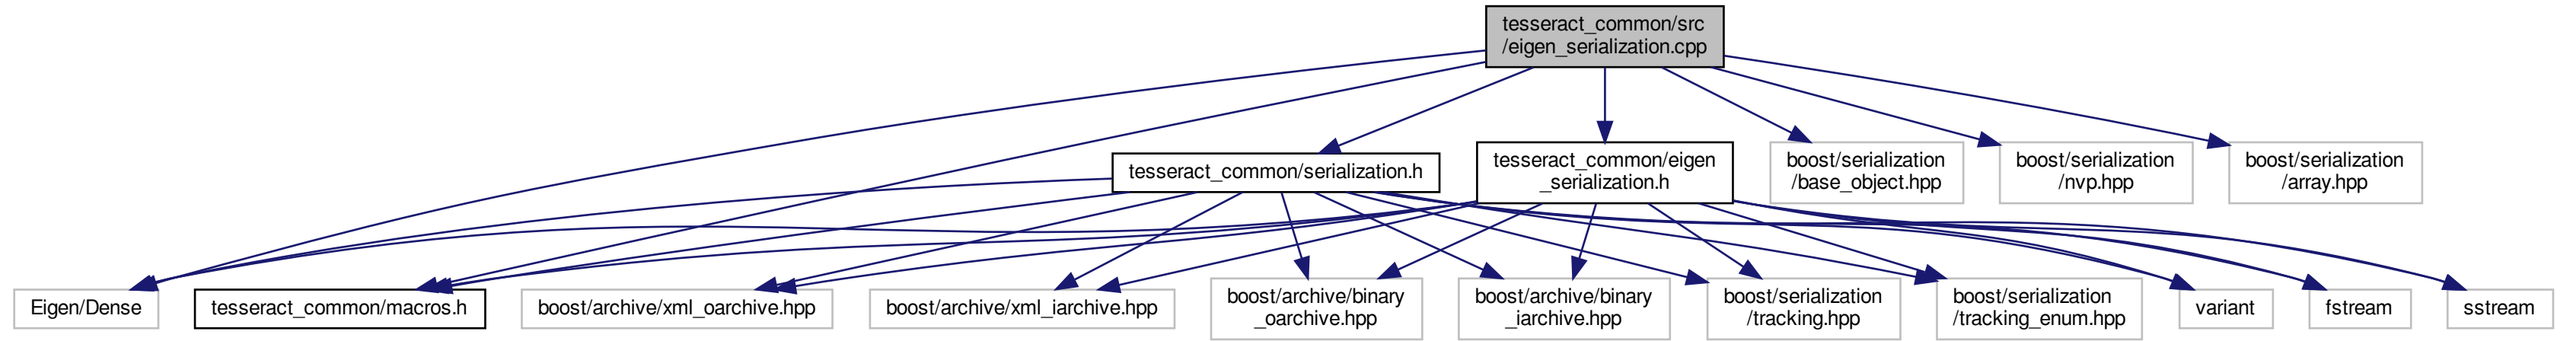 tesseract_common/src
/eigen_serialization.cpp
tesseract_common/serialization.h
tesseract_common/eigen
_serialization.h
boost/serialization
/base_object.hpp
boost/serialization
/nvp.hpp
boost/serialization
/array.hpp
Eigen/Dense
tesseract_common/macros.h
boost/archive/xml_oarchive.hpp
boost/archive/xml_iarchive.hpp
boost/archive/binary
_oarchive.hpp
boost/archive/binary
_iarchive.hpp
boost/serialization
/tracking.hpp
boost/serialization
/tracking_enum.hpp
variant
fstream
sstream